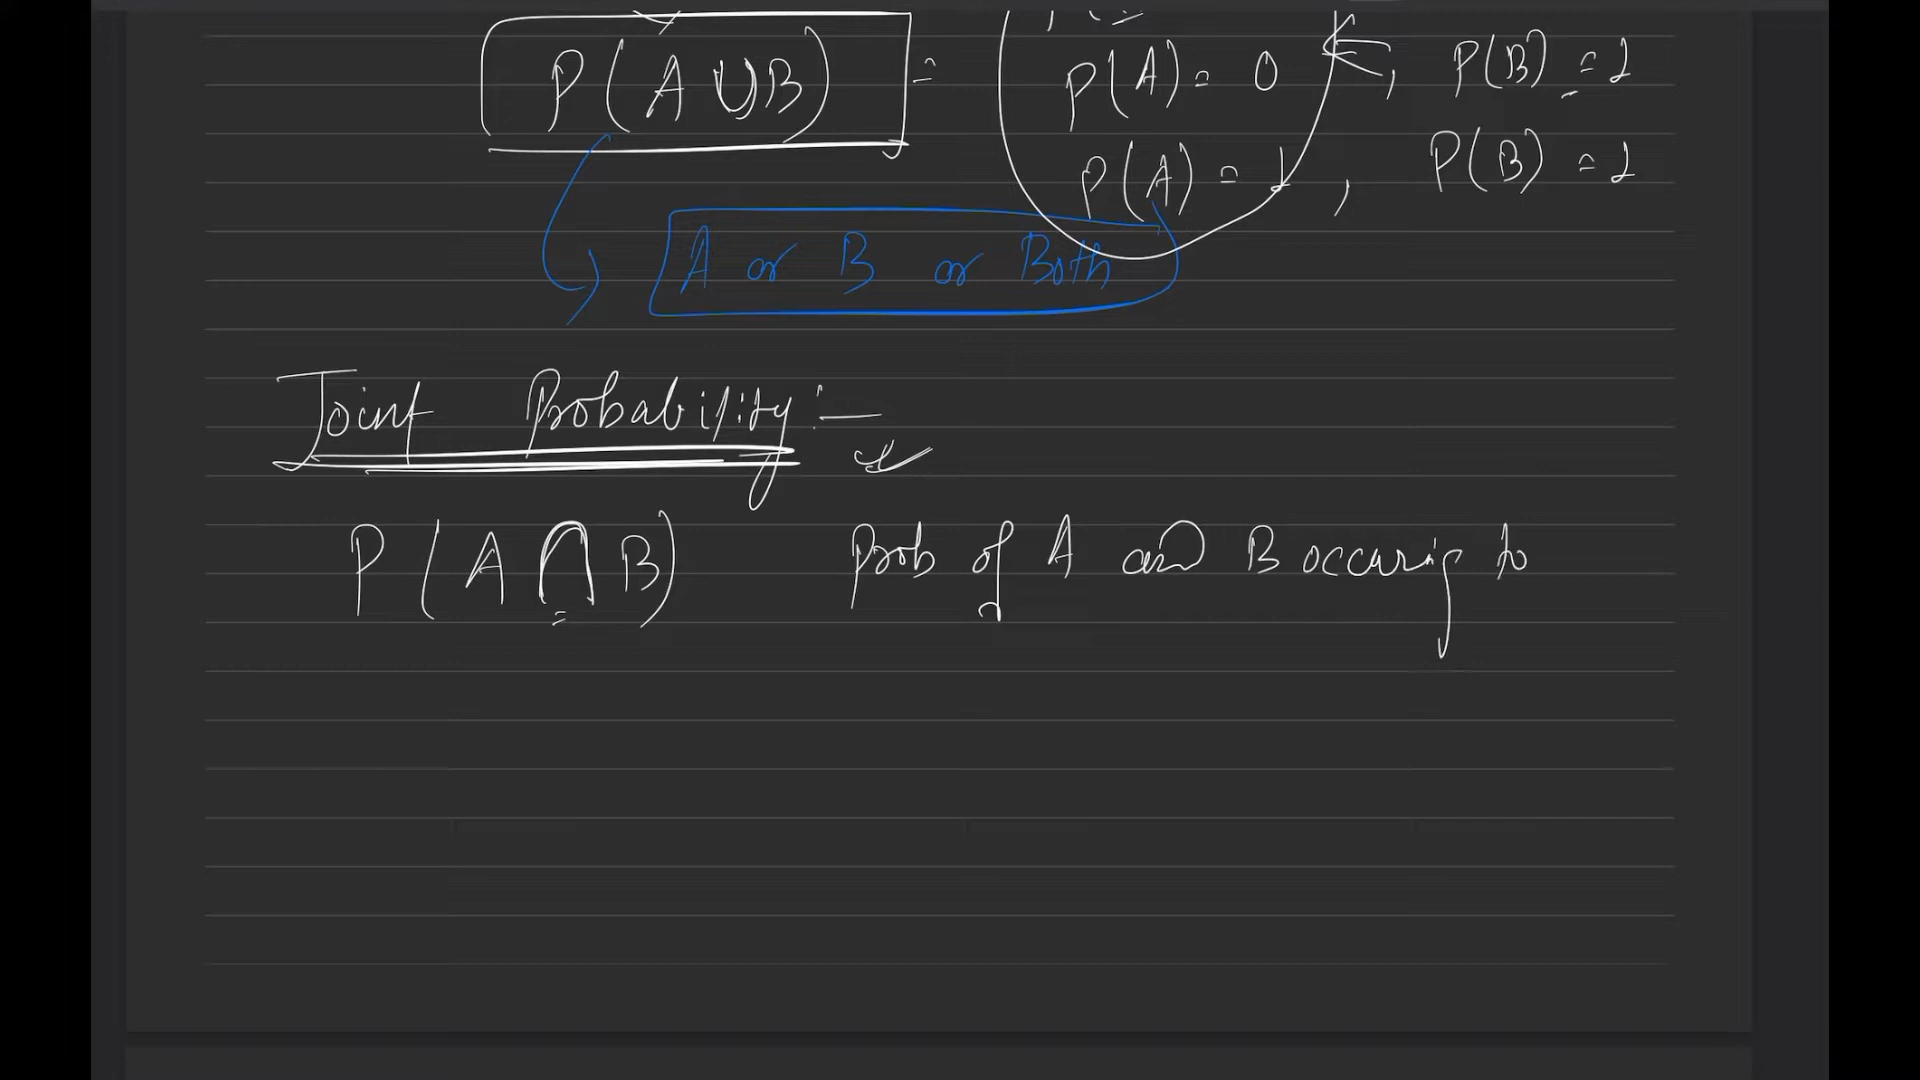 P(A ∪ B) = P(A) = 0 , P(B) = 1
P(A) = 1 , P(B) = 1
A or B or Both
Joint Probability :-
P(A ∩ B) Prob of A and B occuring to